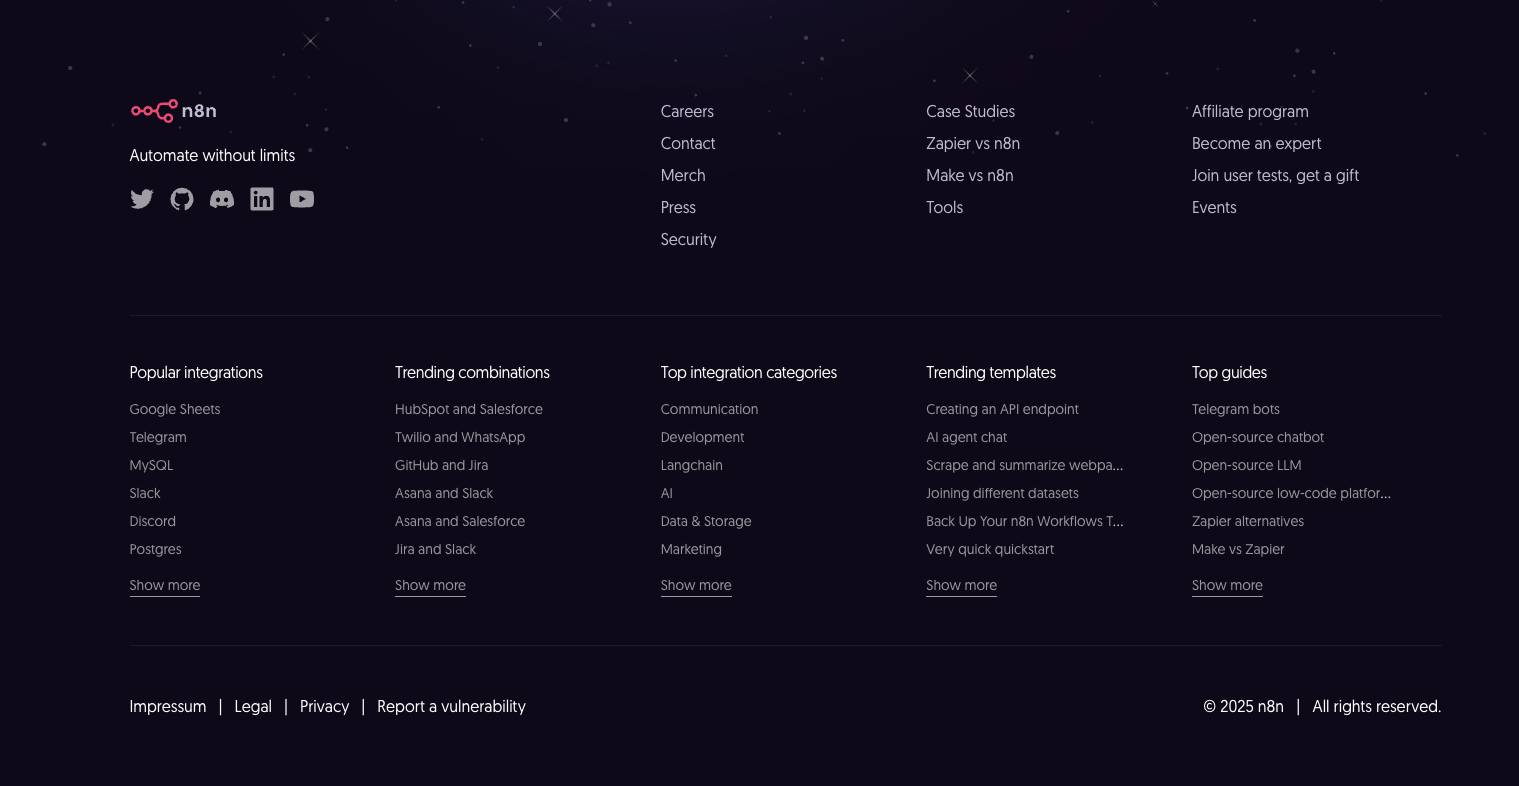 n8n
Automate without limits
Careers
Contact
Merch
Press
Security
Case Studies
Zapier vs n8n
Make vs n8n
Tools
Affiliate program
Become an expert
Join user tests, get a gift
Events
Popular integrations
Google Sheets
Telegram
MySQL
Slack
Discord
Postgres
Show more
Trending combinations
HubSpot and Salesforce
Twilio and WhatsApp
GitHub and Jira
Asana and Slack
Asana and Salesforce
Jira and Slack
Show more
Top integration categories
Communication
Development
Langchain
AI
Data & Storage
Marketing
Show more
Trending templates
Creating an API endpoint
AI agent chat
Scrape and summarize webpa...
Joining different datasets
Back Up Your n8n Workflows T...
Very quick quickstart
Show more
Top guides
Telegram bots
Open-source chatbot
Open-source LLM
Open-source low-code platfor...
Zapier alternatives
Make vs Zapier
Show more
Impressum | Legal | Privacy | Report a vulnerability
© 2025 n8n | All rights reserved.